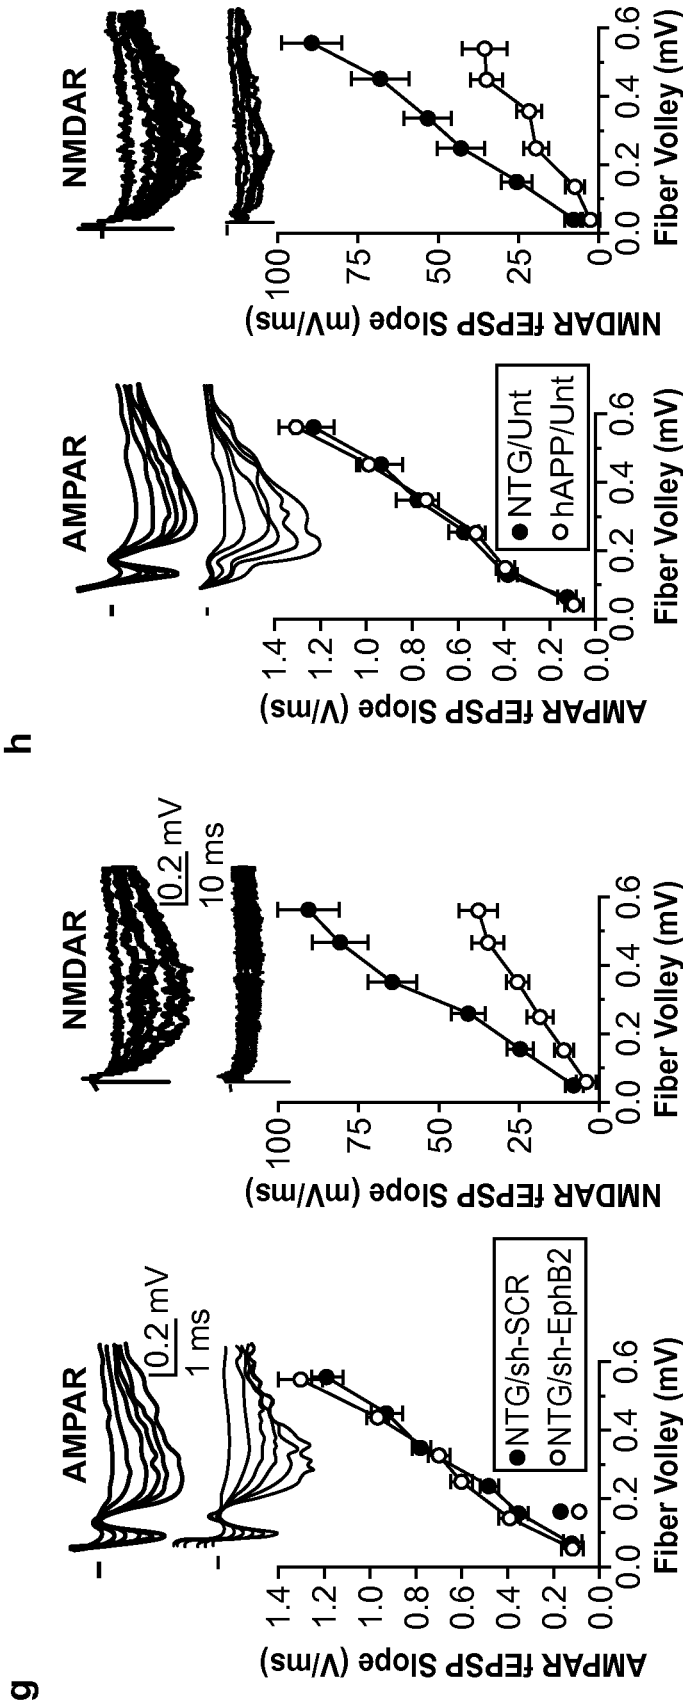 g
AMPAR
0.2 mV
1 ms
AMPAR fEPSP Slope (V/ms)
1.4
1.2
1.0
0.8
0.6
0.4
0.2
0.0
NTG/sh-SCR
NTG/sh-EphB2
0.0 0.2 0.4 0.6
Fiber Volley (mV)
NMDAR
0.2 mV
10 ms
NMDAR fEPSP Slope (mV/ms)
100
75
50
25
0
0.0 0.2 0.4 0.6
Fiber Volley (mV)
h
AMPAR
AMPAR fEPSP Slope (V/ms)
1.4
1.2
1.0
0.8
0.6
0.4
0.2
0.0
NTG/Unt
hAPP/Unt
0.0 0.2 0.4 0.6
Fiber Volley (mV)
NMDAR
NMDAR fEPSP Slope (mV/ms)
100
75
50
25
0
0.0 0.2 0.4 0.6
Fiber Volley (mV)